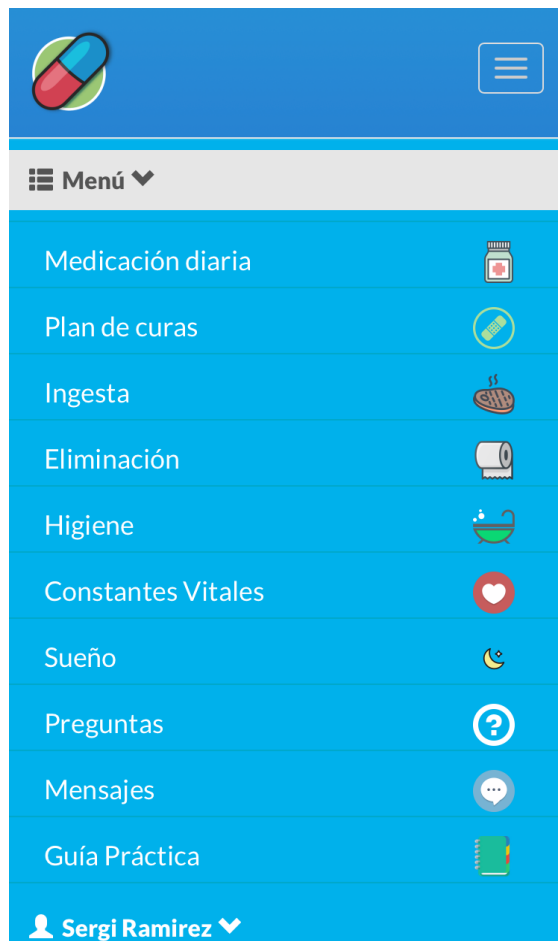 Menú
Medicación diaria
Plan de curas
Ingesta
Eliminación
Higiene
Constantes Vitales
Sueño
Preguntas
Mensajes
Guía Práctica
Sergi Ramirez